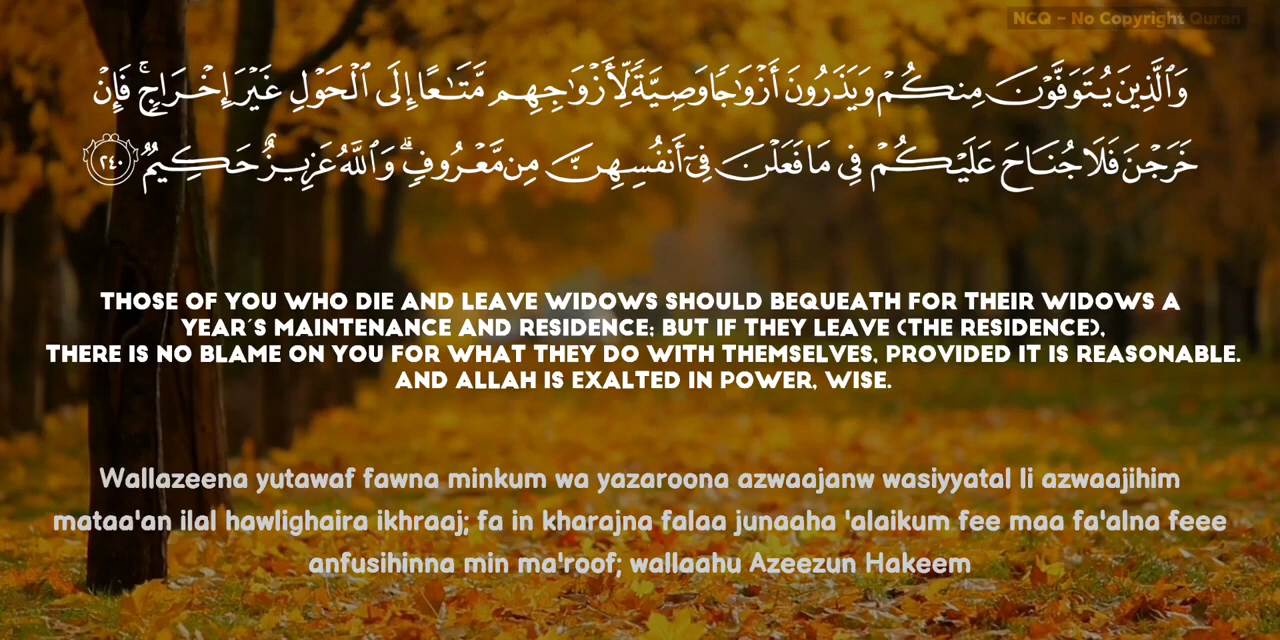 NCQ - No Copyright Quran
وَٱلَّذِينَ يُتَوَفَّوْنَ مِنكُمْ وَيَذَرُونَ أَزْوَٰجًا وَصِيَّةً لِّأَزْوَٰجِهِم مَّتَـٰعًا إِلَى ٱلْحَوْلِ غَيْرَ إِخْرَاجٍ ۚ فَإِنْ
خَرَجْنَ فَلَا جُنَاحَ عَلَيْكُمْ فِي مَا فَعَلْنَ فِىٓ أَنفُسِهِنَّ مِن مَّعْرُوفٍ ۗ وَٱللَّهُ عَزِيزٌ حَكِيمٌ ٢٤٠
THOSE OF YOU WHO DIE AND LEAVE WIDOWS SHOULD BEQUEATH FOR THEIR WIDOWS A
YEAR'S MAINTENANCE AND RESIDENCE; BUT IF THEY LEAVE (THE RESIDENCE),
THERE IS NO BLAME ON YOU FOR WHAT THEY DO WITH THEMSELVES, PROVIDED IT IS REASONABLE.
AND ALLAH IS EXALTED IN POWER, WISE.
Wallazeena yutawaf fawna minkum wa yazaroona azwaajanw wasiyyatal li azwaajihim
mataa'an ilal hawlighaira ikhraaj; fa in kharajna falaa junaaha 'alaikum fee maa fa'alna feee
anfusihinna min ma'roof; wallaahu Azeezun Hakeem